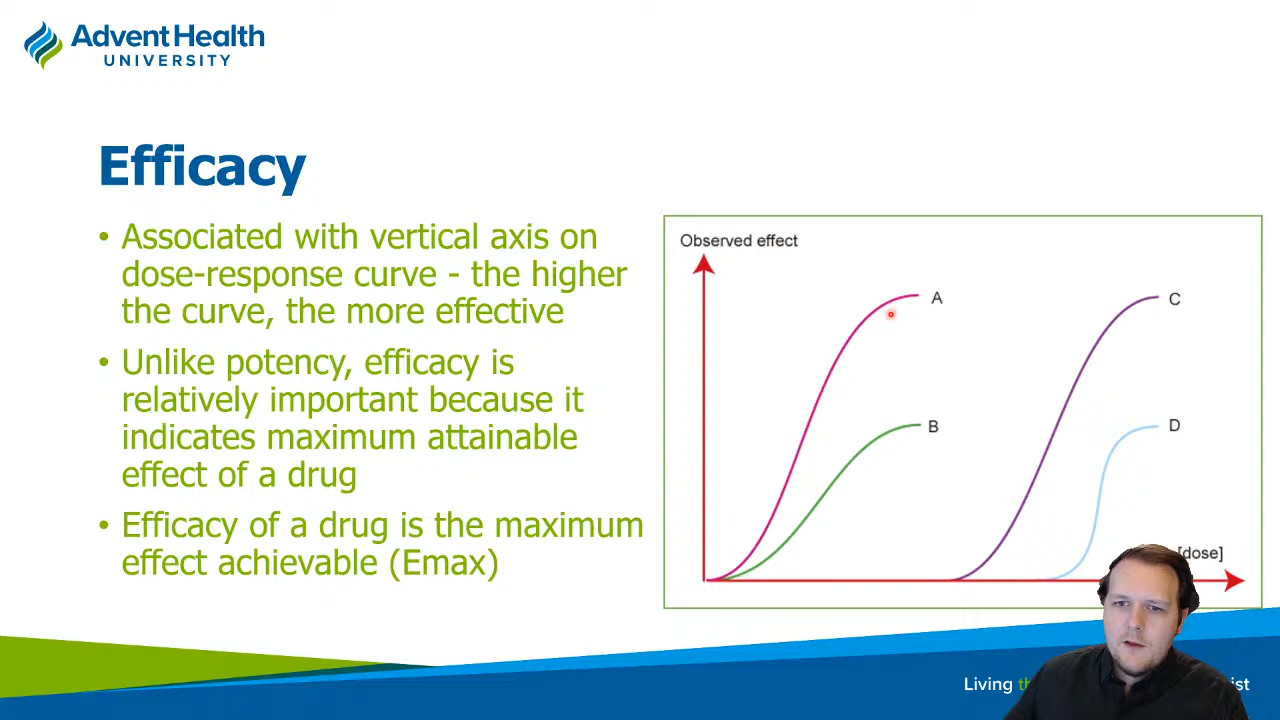 Advent Health
UNIVERSITY
Efficacy
• Associated with vertical axis on
dose-response curve - the higher
the curve, the more effective
• Unlike potency, efficacy is
relatively important because it
indicates maximum attainable
effect of a drug
• Efficacy of a drug is the maximum
effect achievable (Emax)
Observed effect
A
C
B
D
[dose]
Living